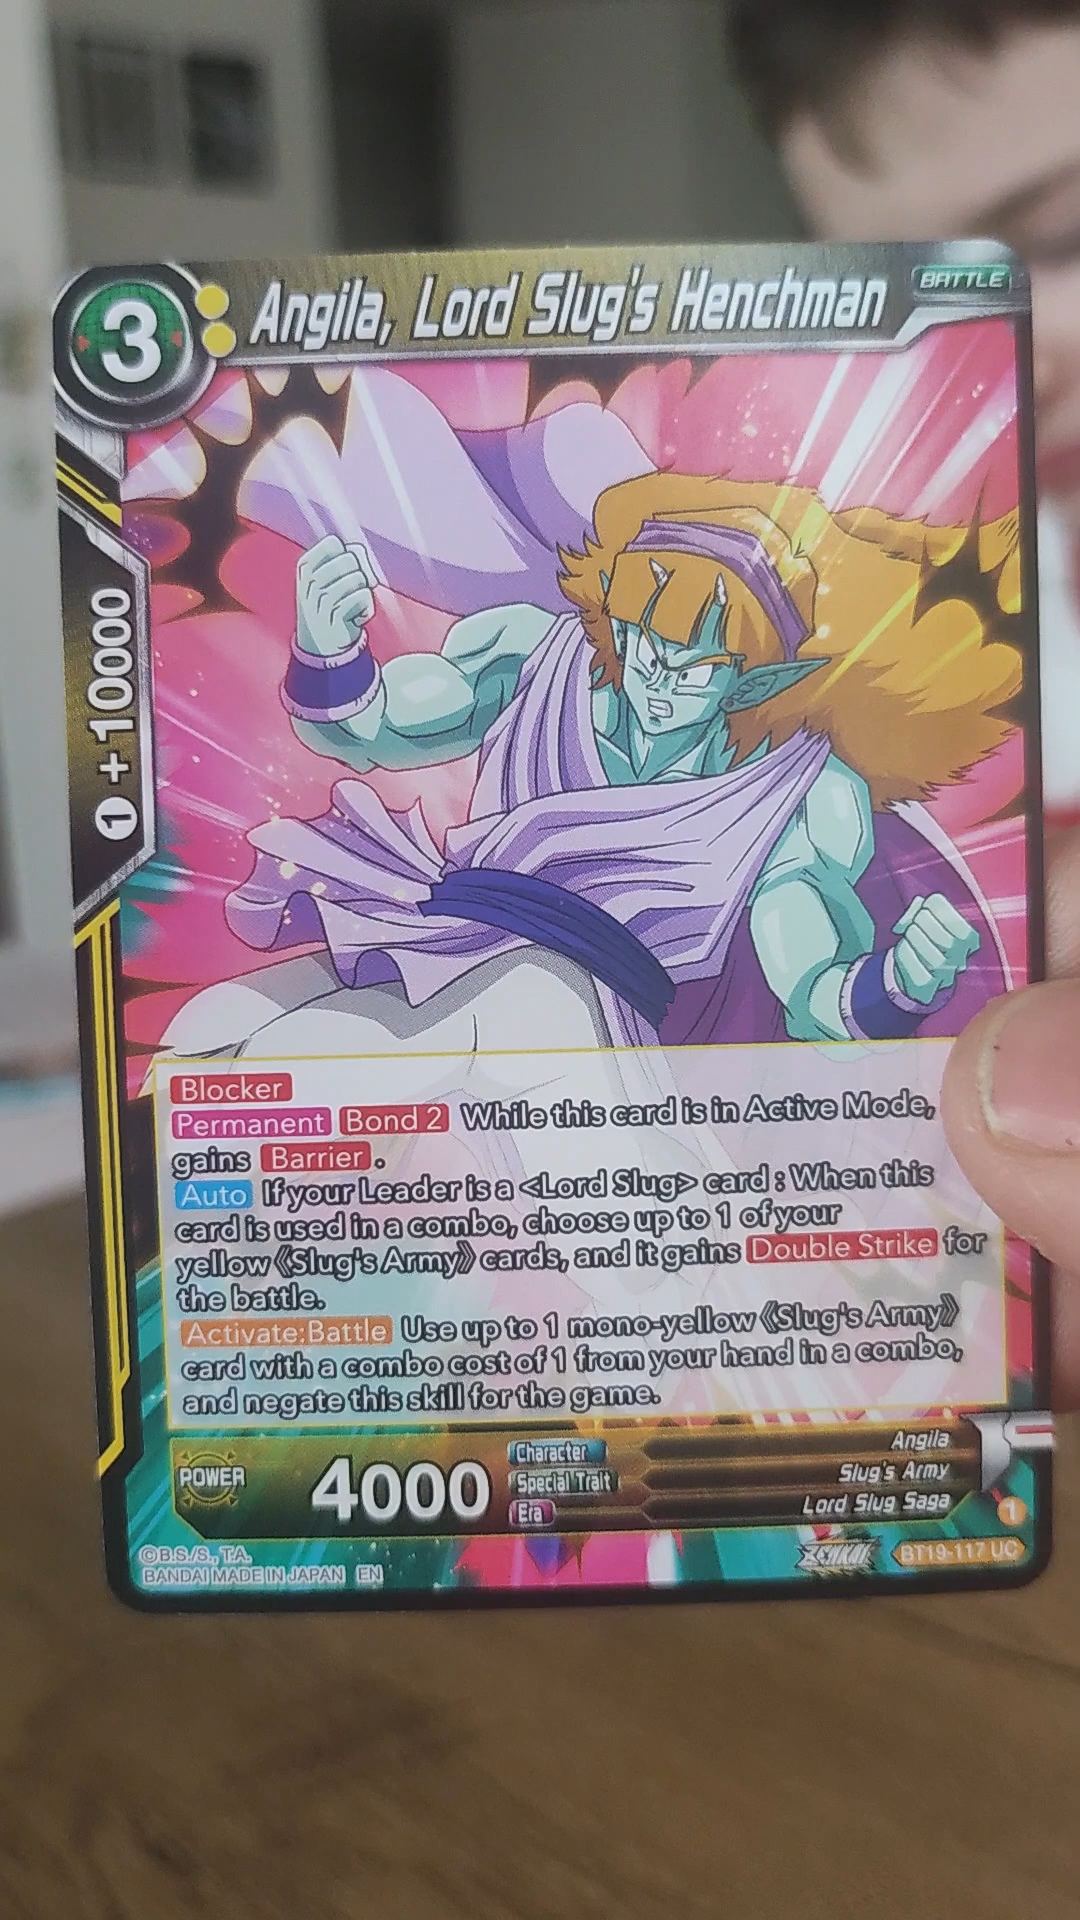 3 Angila, Lord Slug's Henchman BATTLE
1 +10000
Blocker
Permanent Bond 2 While this card is in Active Mode,
gains Barrier .
Auto If your Leader is a <Lord Slug> card : When this
card is used in a combo, choose up to 1 of your
yellow《Slug's Army》cards, and it gains Double Strike for
the battle.
Activate:Battle Use up to 1 mono-yellow《Slug's Army》
card with a combo cost of 1 from your hand in a combo,
and negate this skill for the game.
POWER 4000
Character Angila
Special Trait Slug's Army
Era Lord Slug Saga
1
©B.S./S., T.A.
BANDAI MADE IN JAPAN EN
ZENKAI BT19-117 UC